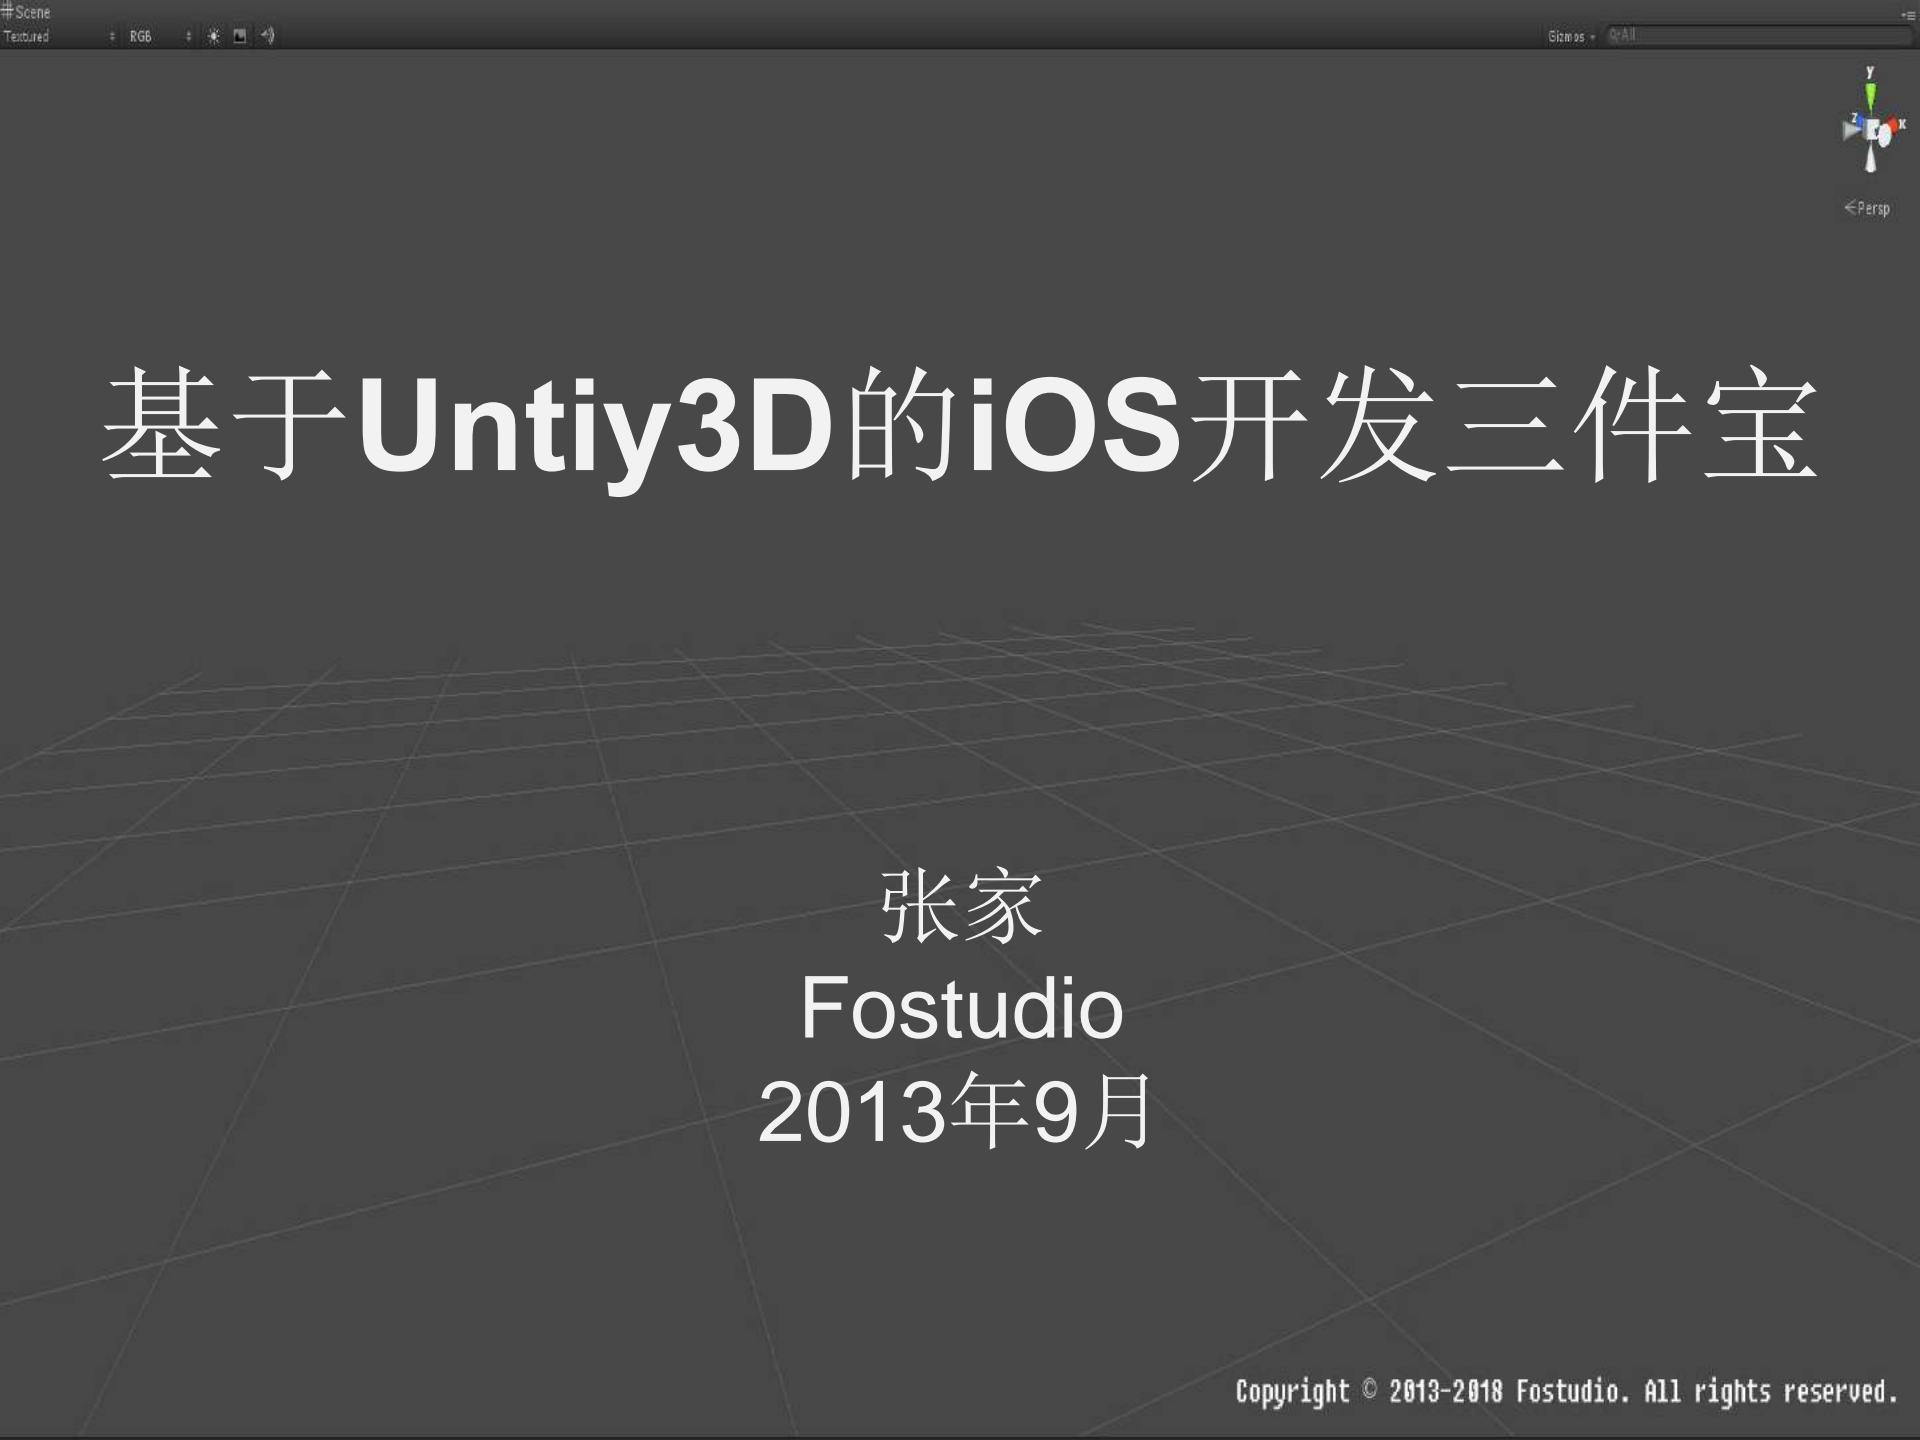 Scene
Textured RGB Gizmos All
y
z x
Persp
基于Untiy3D的iOS开发三件宝
张家
Fostudio
2013年9月
Copyright © 2013-2018 Fostudio. All rights reserved.